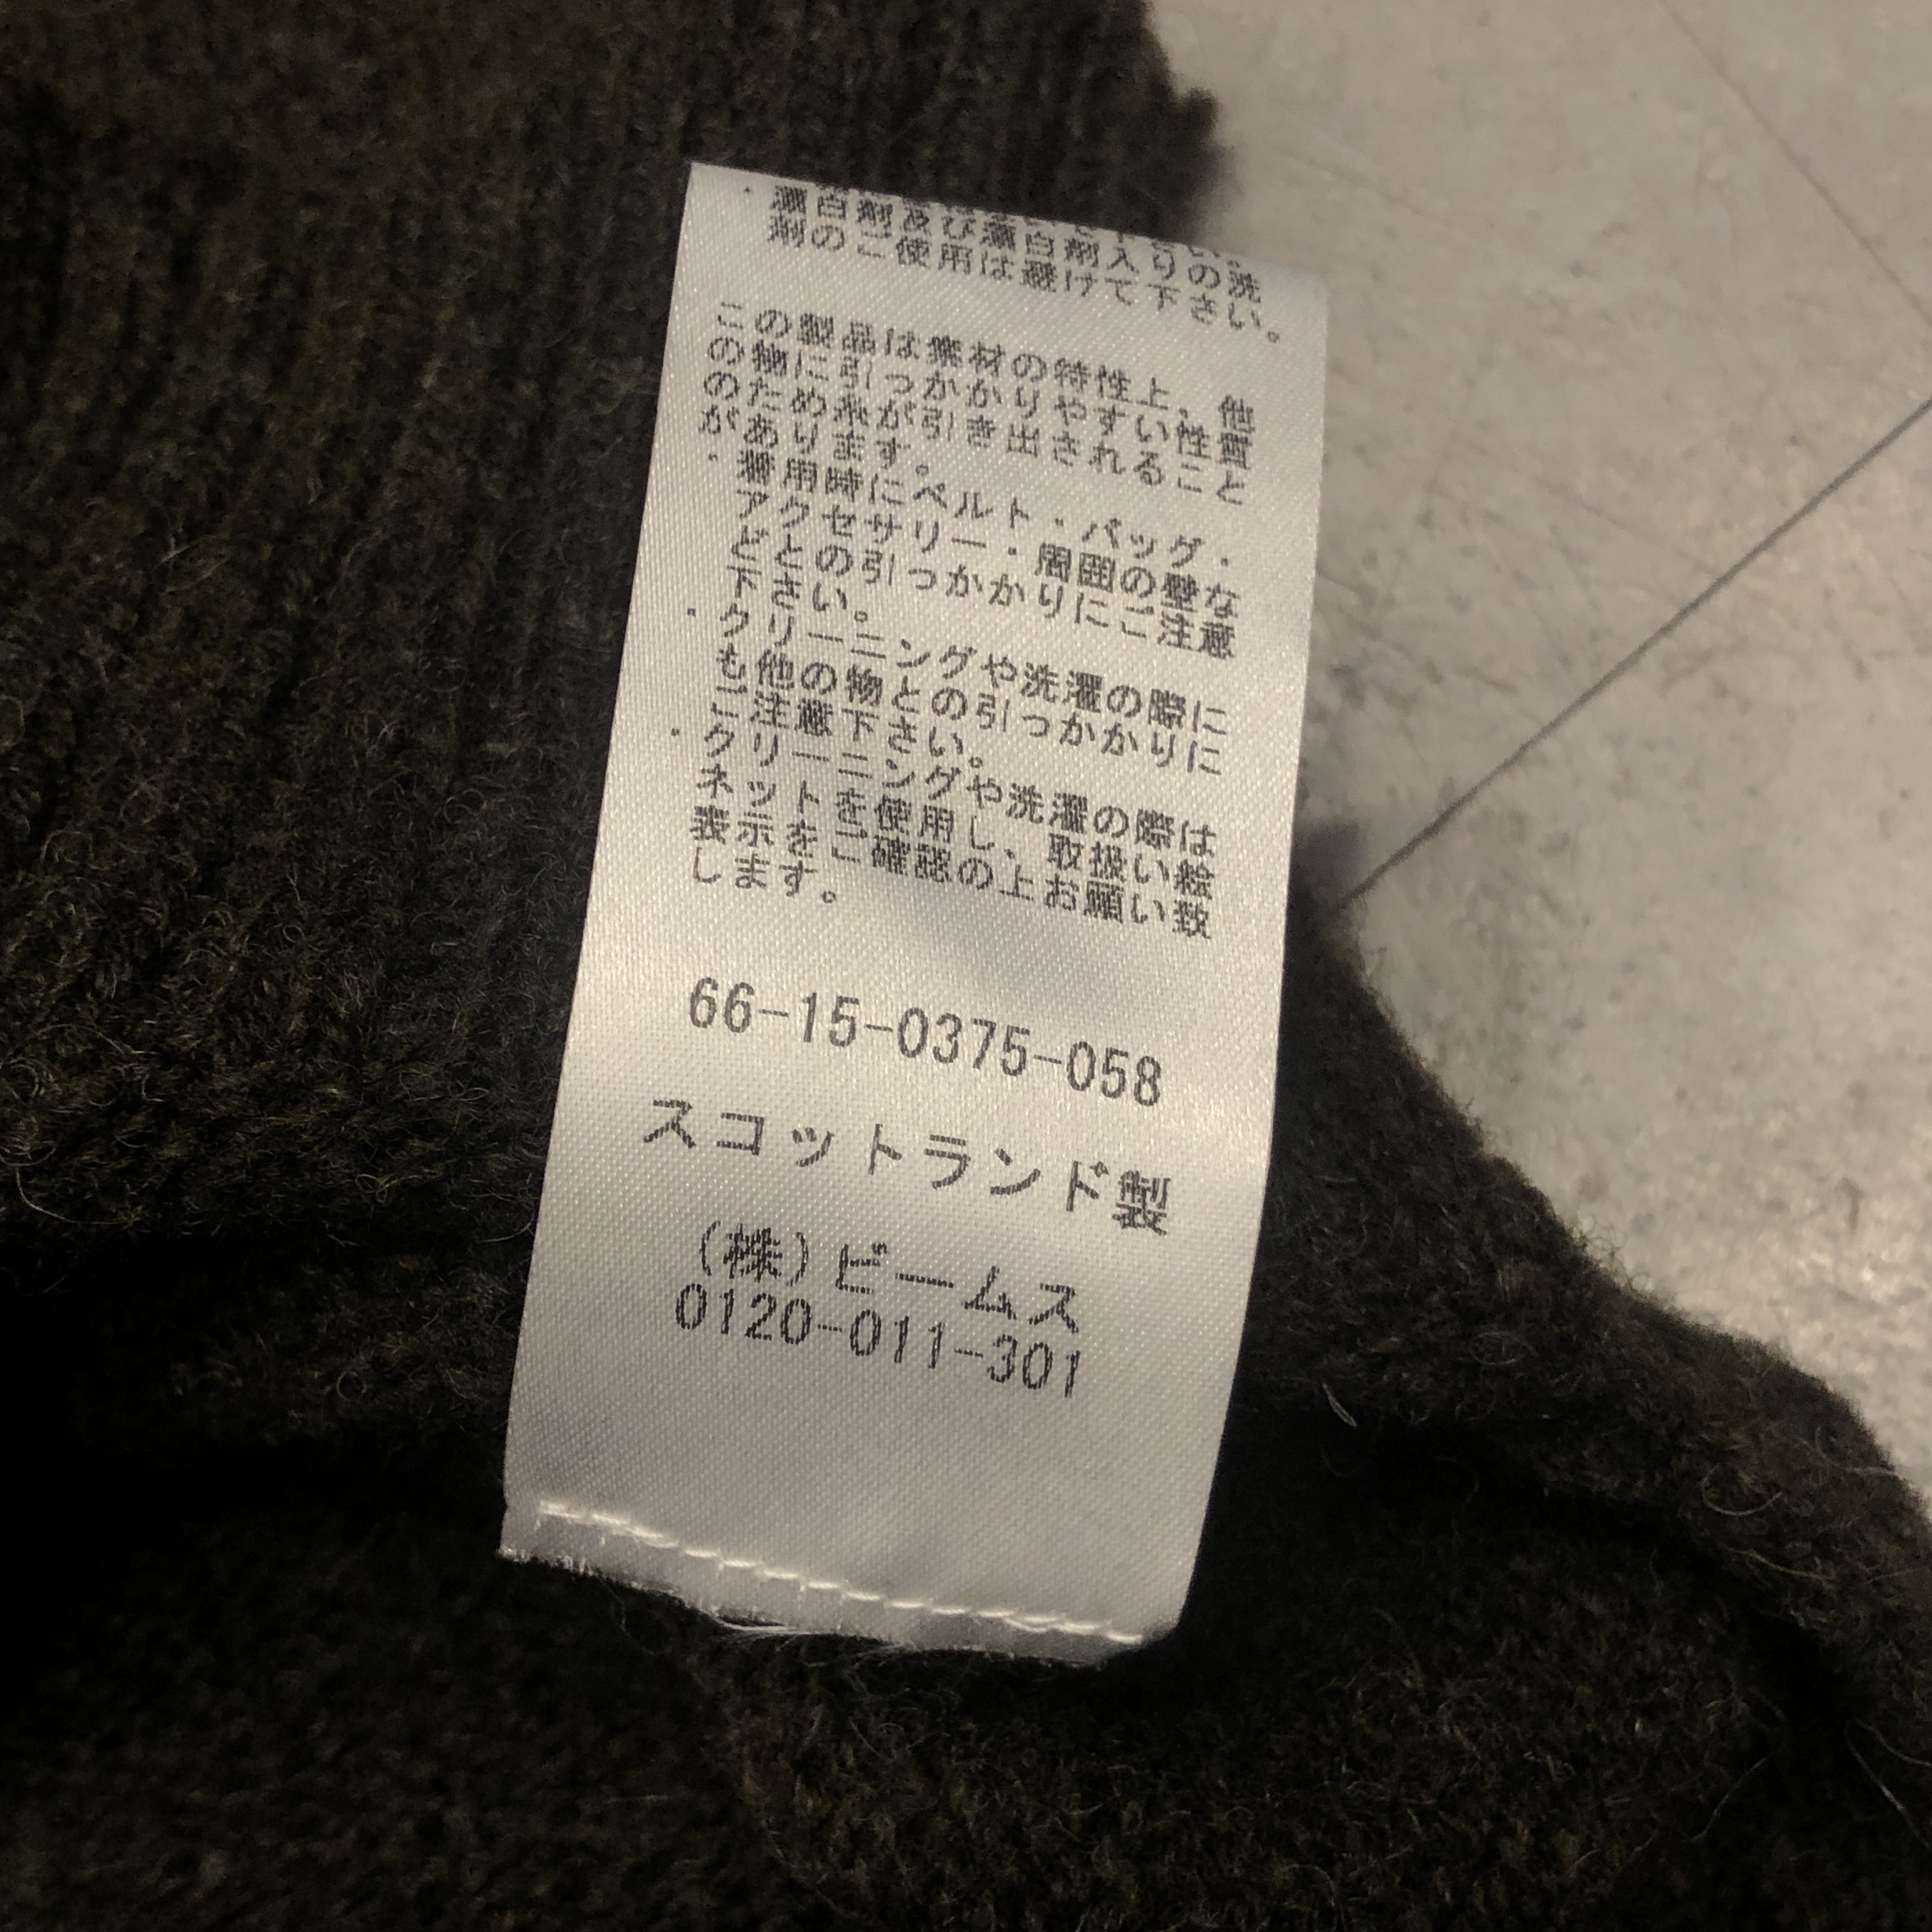 ・漂白剤及び漂白剤入りの洗
剤のご使用は避けて下さい。
この製品は素材の特性上、他
の物に引っかかりやすい性質
のため糸が引き出されること
があります。
・着用時にベルト・バッグ・
アクセサリー・周囲の壁な
どとの引っかかりにご注意
下さい。
・クリーニングや洗濯の際に
も他の物との引っかかりに
ご注意下さい。
・クリーニングや洗濯の際は
ネットを使用し、取扱い絵
表示をご確認の上お願い致
します。
66-15-0375-058
スコットランド製
(株)ビームス
0120-011-301